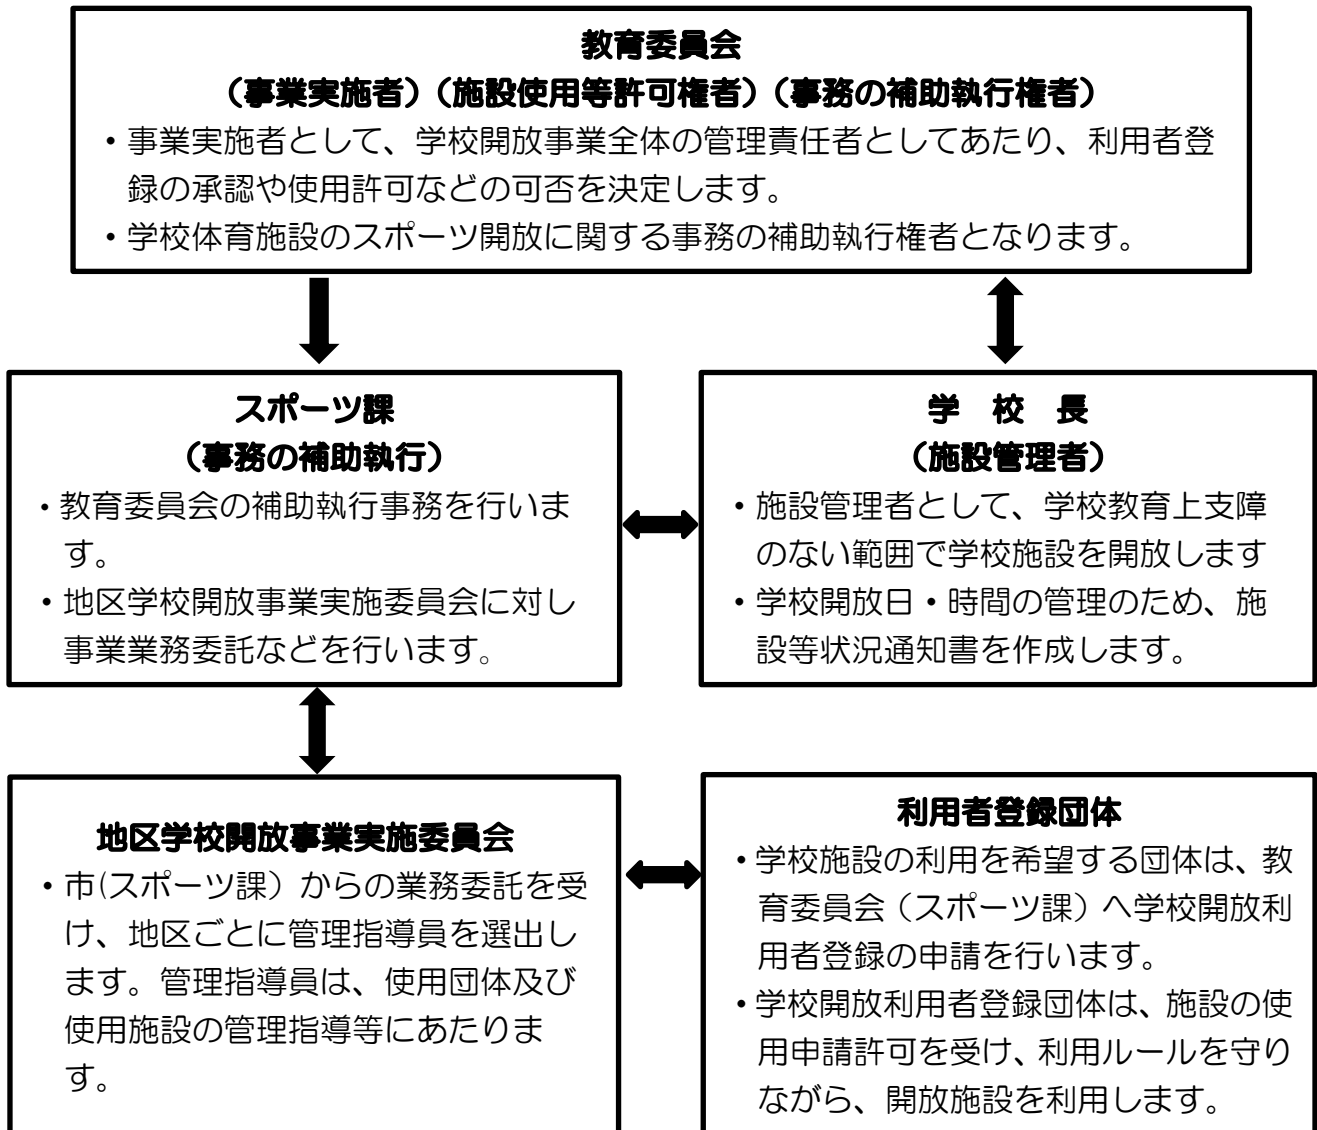 教育委員会
（事業実施者）（施設使用等許可権者）（事務の補助執行権者）
・事業実施者として、学校開放事業全体の管理責任者としてあたり、利用者登
録の承認や使用許可などの可否を決定します。
・学校体育施設のスポーツ開放に関する事務の補助執行権者となります。
スポーツ課
（事務の補助執行）
・教育委員会の補助執行事務を行いま
す。
・地区学校開放事業実施委員会に対し
事業業務委託などを行います。
学　校　長
（施設管理者）
・施設管理者として、学校教育上支障
のない範囲で学校施設を開放します
・学校開放日・時間の管理のため、施
設等状況通知書を作成します。
地区学校開放事業実施委員会
・市(スポーツ課）からの業務委託を受
け、地区ごとに管理指導員を選出し
ます。管理指導員は、使用団体及び
使用施設の管理指導等にあたりま
す。
利用者登録団体
・学校施設の利用を希望する団体は、教
育委員会（スポーツ課）へ学校開放利
用者登録の申請を行います。
・学校開放利用者登録団体は、施設の使
用申請許可を受け、利用ルールを守り
ながら、開放施設を利用します。